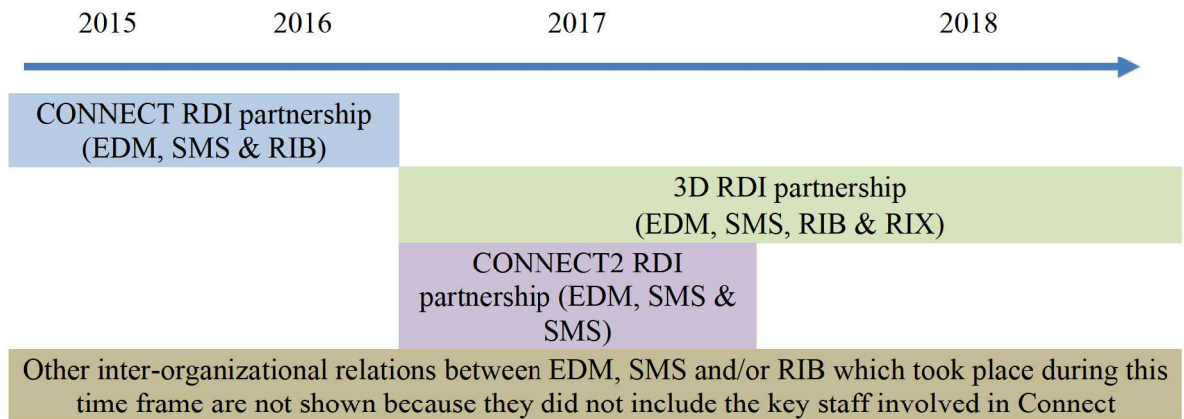 2015 2016 2017 2018
CONNECT RDI partnership
(EDM, SMS & RIB)
3D RDI partnership
(EDM, SMS, RIB & RIX)
CONNECT2 RDI
partnership (EDM, SMS &
SMS)
Other inter-organizational relations between EDM, SMS and/or RIB which took place during this
time frame are not shown because they did not include the key staff involved in Connect